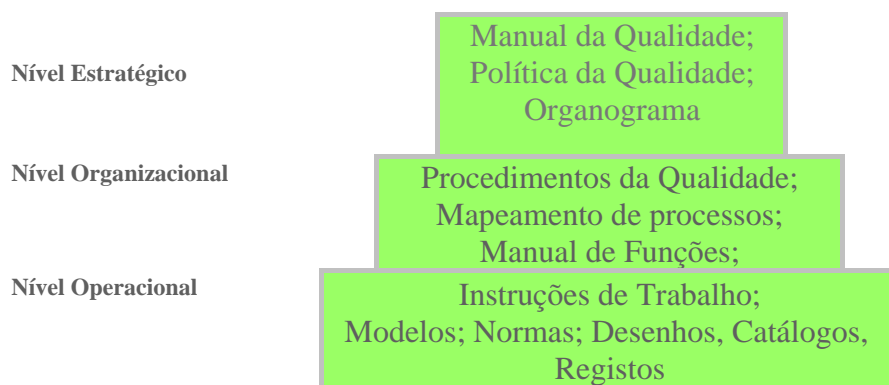 Manual da Qualidade;
Nível Estratégico
Política da Qualidade;
Organograma
Nível Organizacional
Procedimentos da Qualidade;
Mapeamento de processos;
Manual de Funções;
Nível Operacional
Instruções de Trabalho;
Modelos; Normas; Desenhos, Catálogos,
Registos